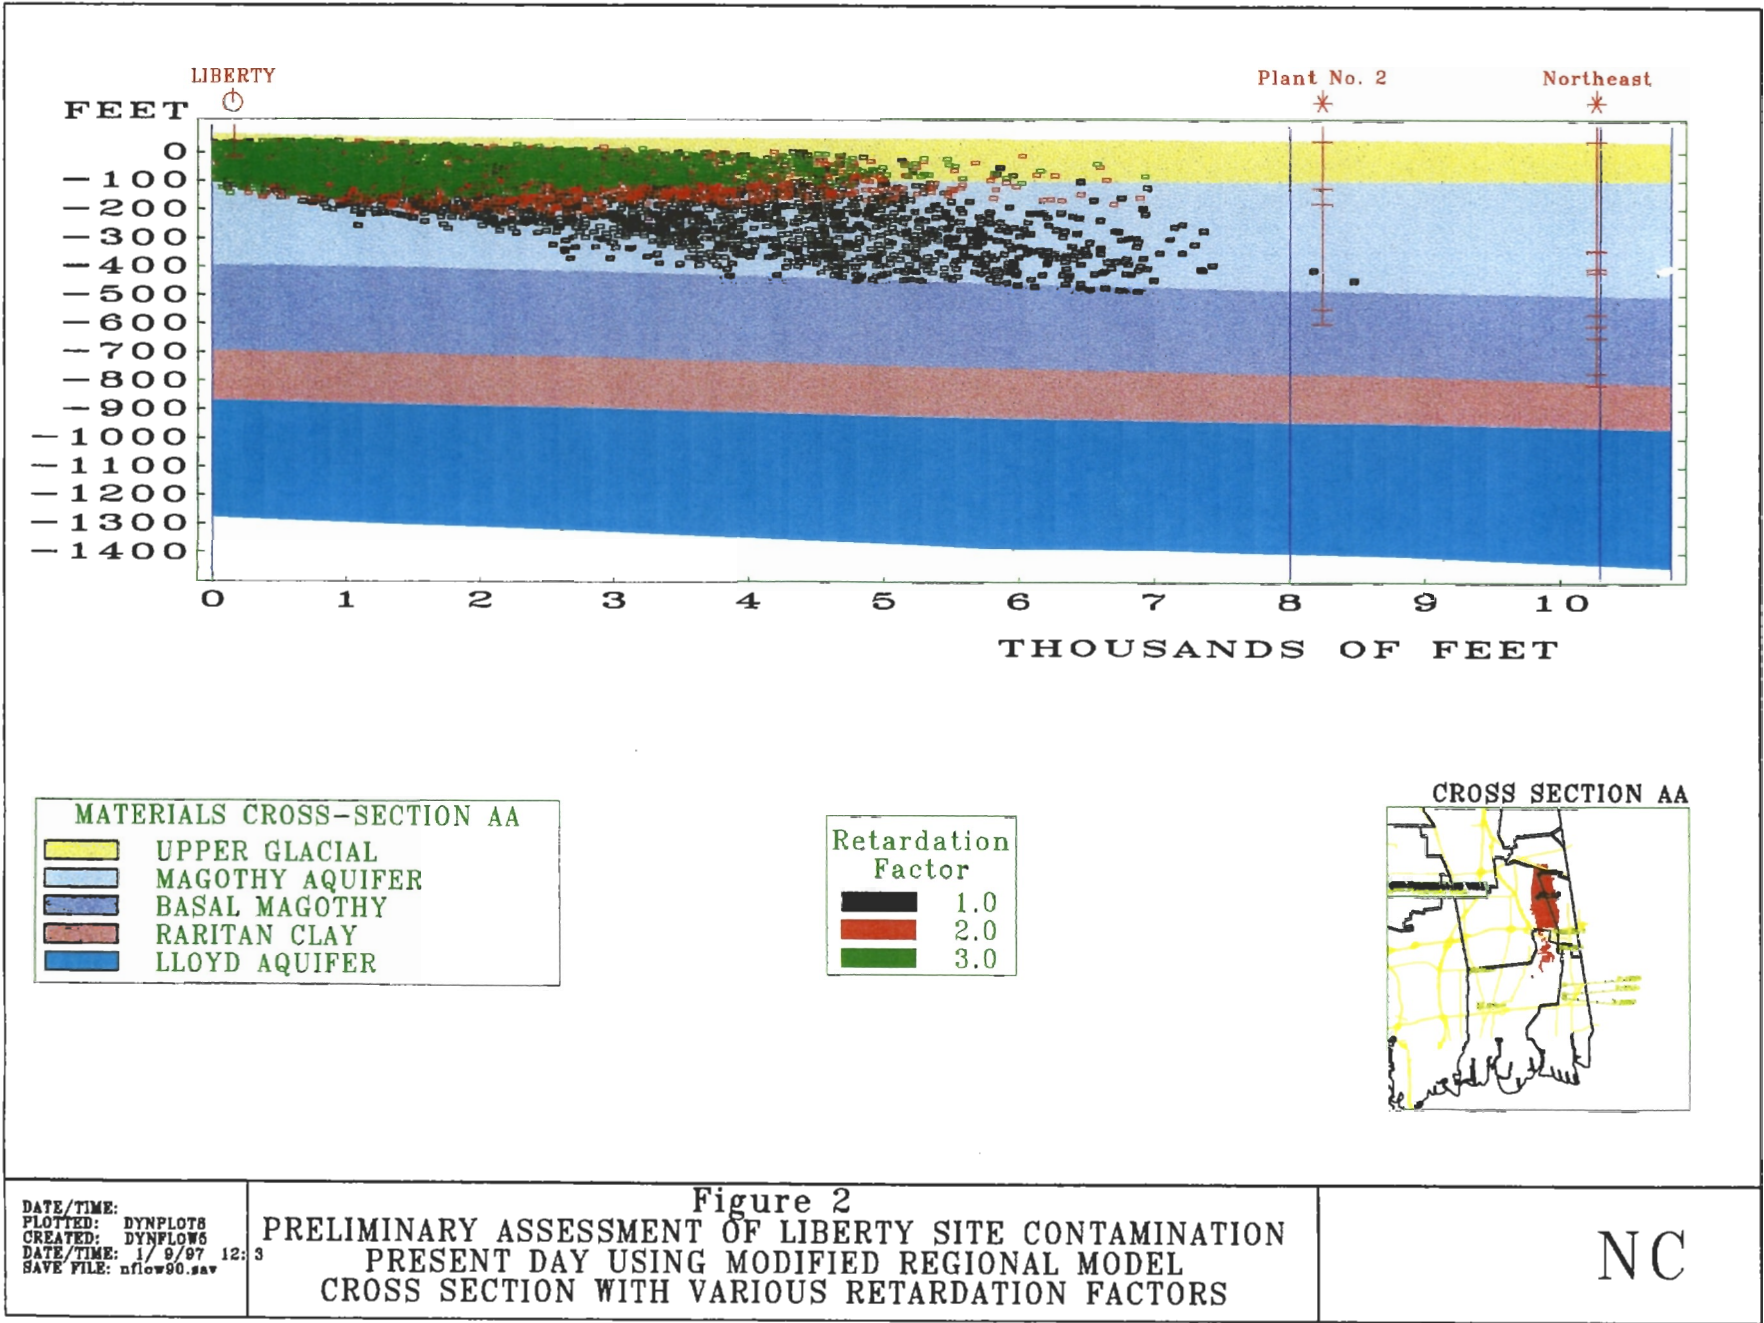 LIBERTY
Plant No. 2
Northeast
FEET
0
-100
-200
-300
-400
-500
-600
-700
-800
-900
-1000
-1100
-1200
-1300
-1400
0 1 2 3 4 5 6 7 8 9 10
THOUSANDS OF FEET
MATERIALS CROSS-SECTION AA
UPPER GLACIAL
MAGOTHY AQUIFER
BASAL MAGOTHY
RARITAN CLAY
LLOYD AQUIFER
Retardation
Factor
1.0
2.0
3.0
CROSS SECTION AA
DATE/TIME:
PLOTTED: DYNPLOT8
CREATED: DYNFLOW5
DATE/TIME: 1/ 9/97 12: 3
SAVE FILE: nflow90.sav
Figure 2
PRELIMINARY ASSESSMENT OF LIBERTY SITE CONTAMINATION
PRESENT DAY USING MODIFIED REGIONAL MODEL
CROSS SECTION WITH VARIOUS RETARDATION FACTORS
NC